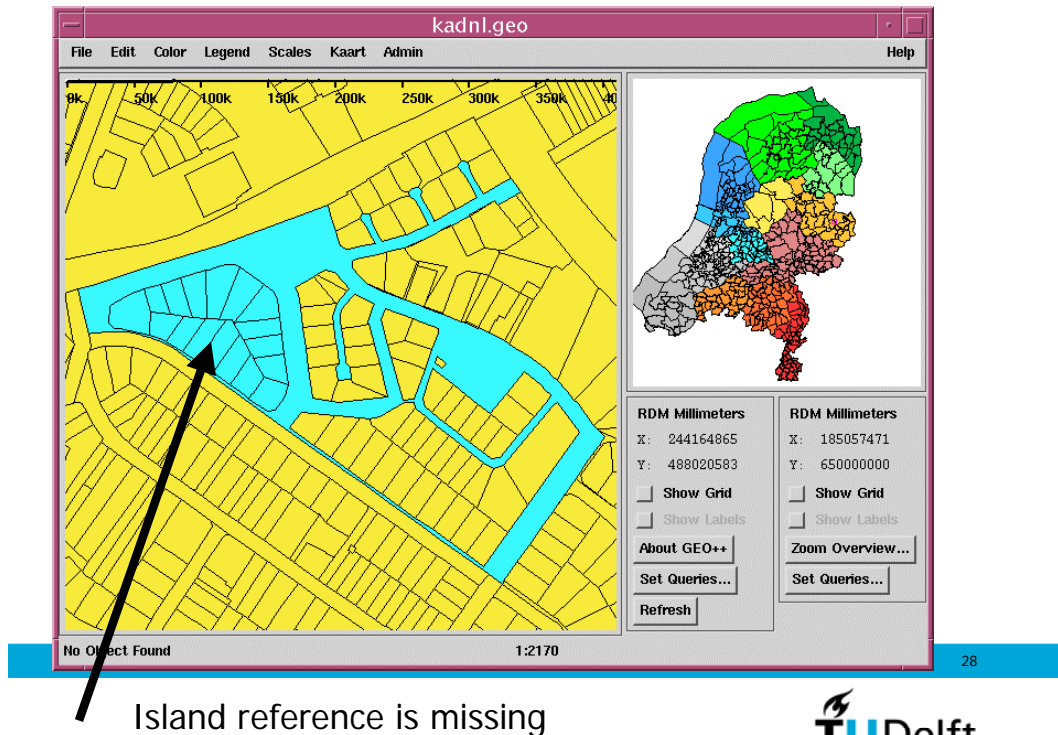 kadnl.geo
File Edit Color Legend Scales Kaart Admin Help
0k 50k 100k 150k 200k 250k 300k 350k 40
RDM Millimeters
X: 244164865
Y: 488020583
Show Grid
Show Labels
About GEO++
Set Queries...
Refresh
RDM Millimeters
X: 185057471
Y: 650000000
Show Grid
Show Labels
Zoom Overview...
Set Queries...
No Object Found 1:2170
28
Island reference is missing
TUDelft